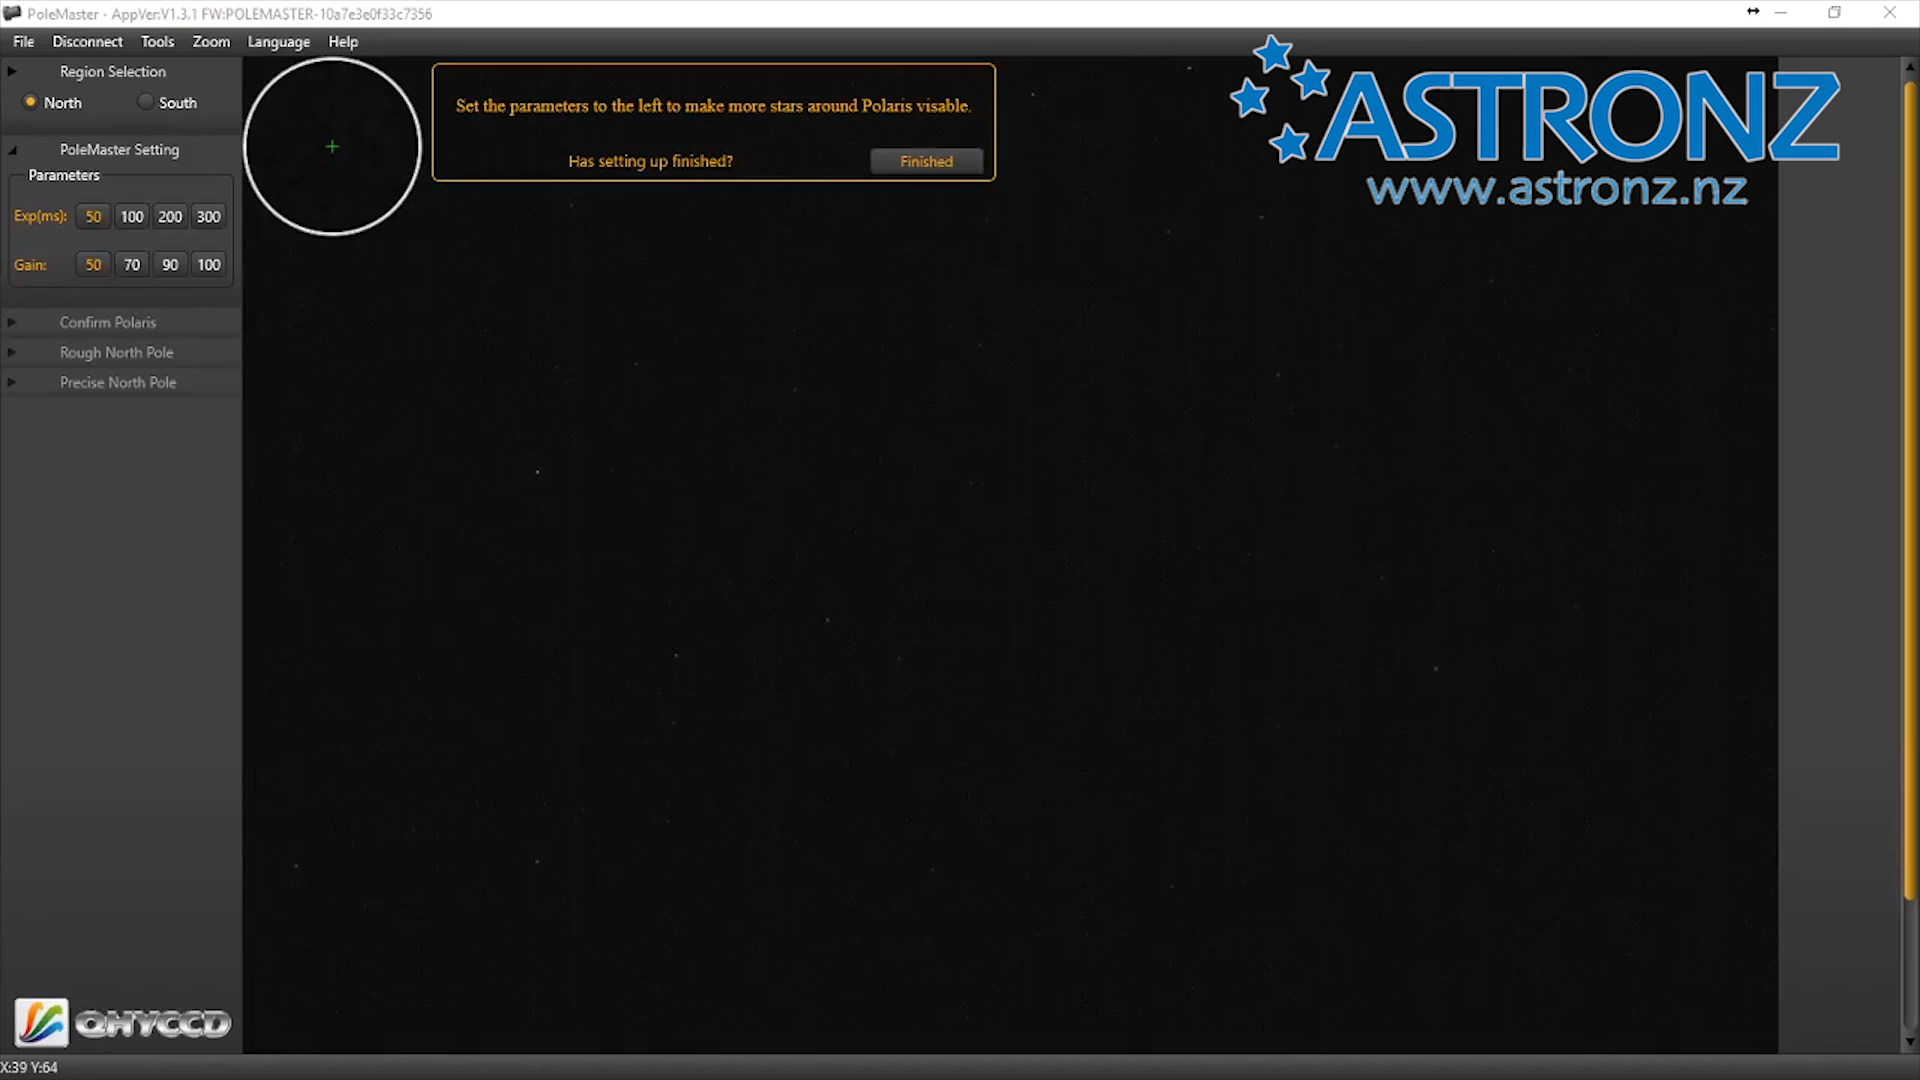 PoleMaster - AppVer:V1.3.1 FW:POLEMASTER-10a7e3e0f33c7356
File Disconnect Tools Zoom Language Help
Region Selection
North South
PoleMaster Setting
Parameters
Exp(ms): 50 100 200 300
Gain: 50 70 90 100
Confirm Polaris
Rough North Pole
Precise North Pole
Set the parameters to the left to make more stars around Polaris visable.
Has setting up finished? Finished
ASTRONZ
www.astronz.nz
QHYCCD
X:39 Y:64